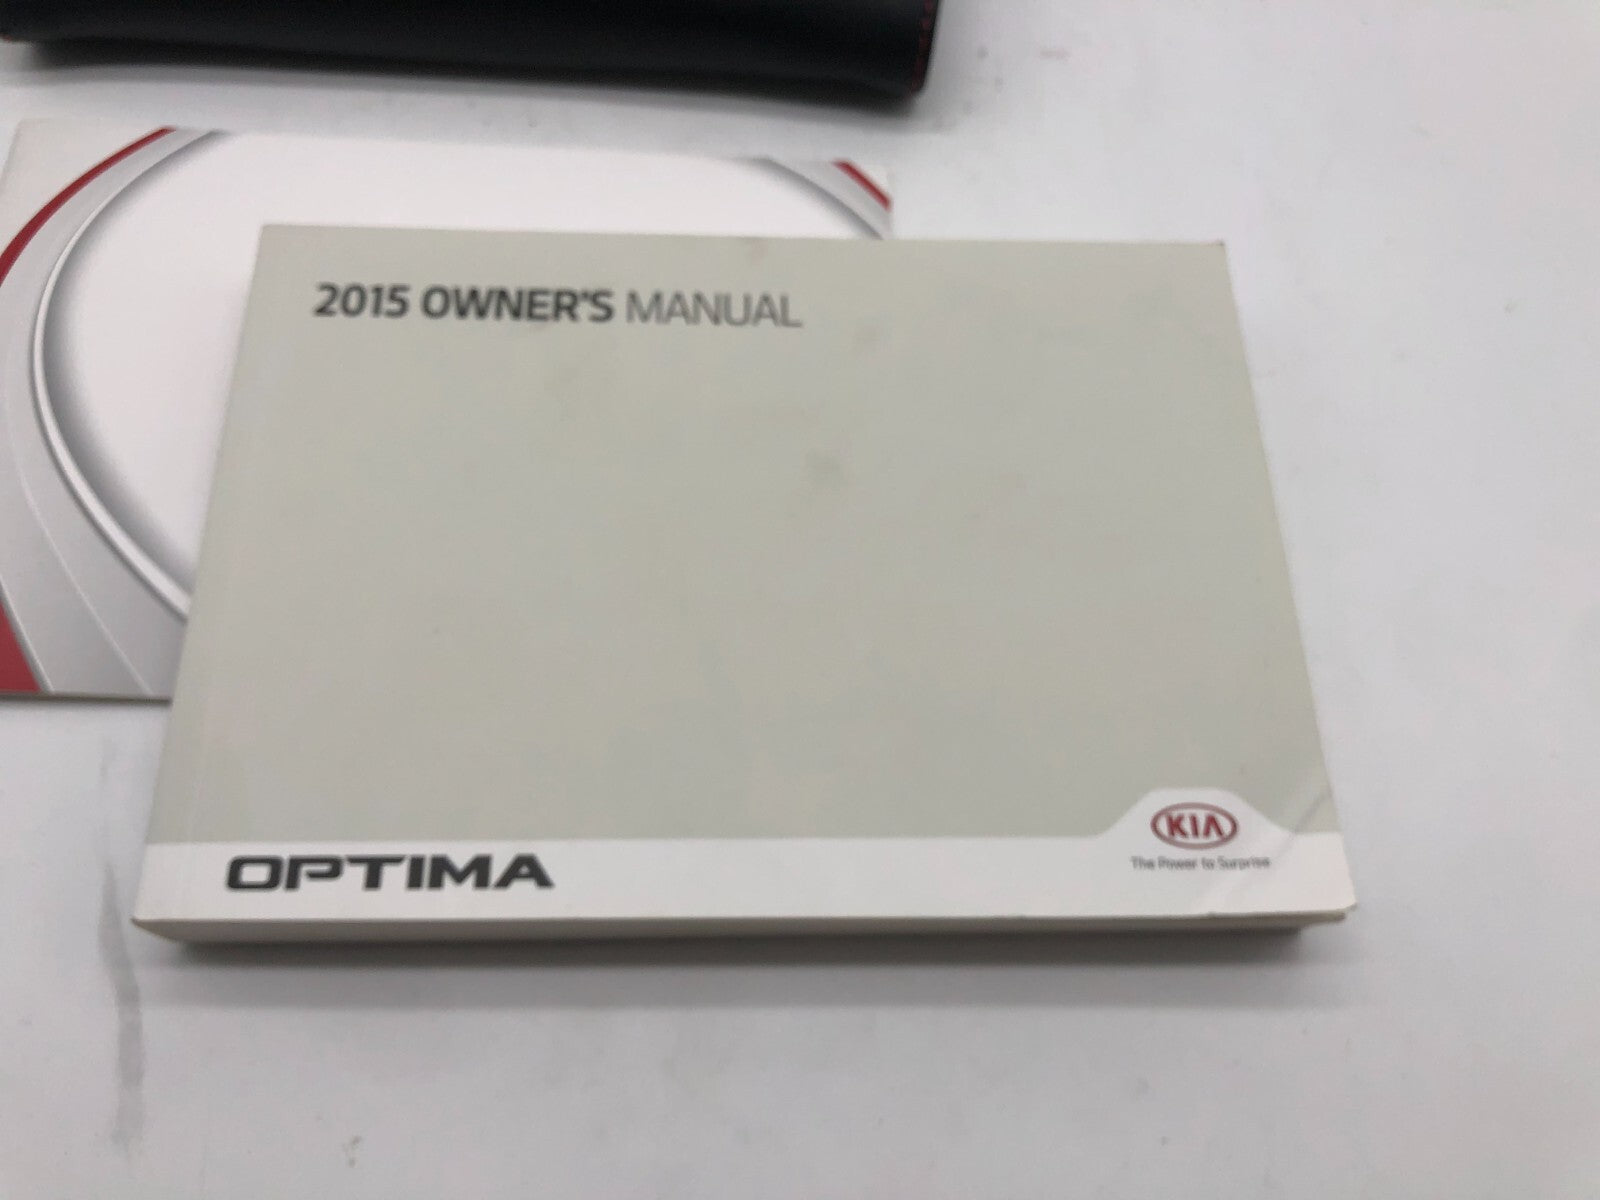 2015 OWNER'S MANUAL
OPTIMA
KIA
The Power to Surprise